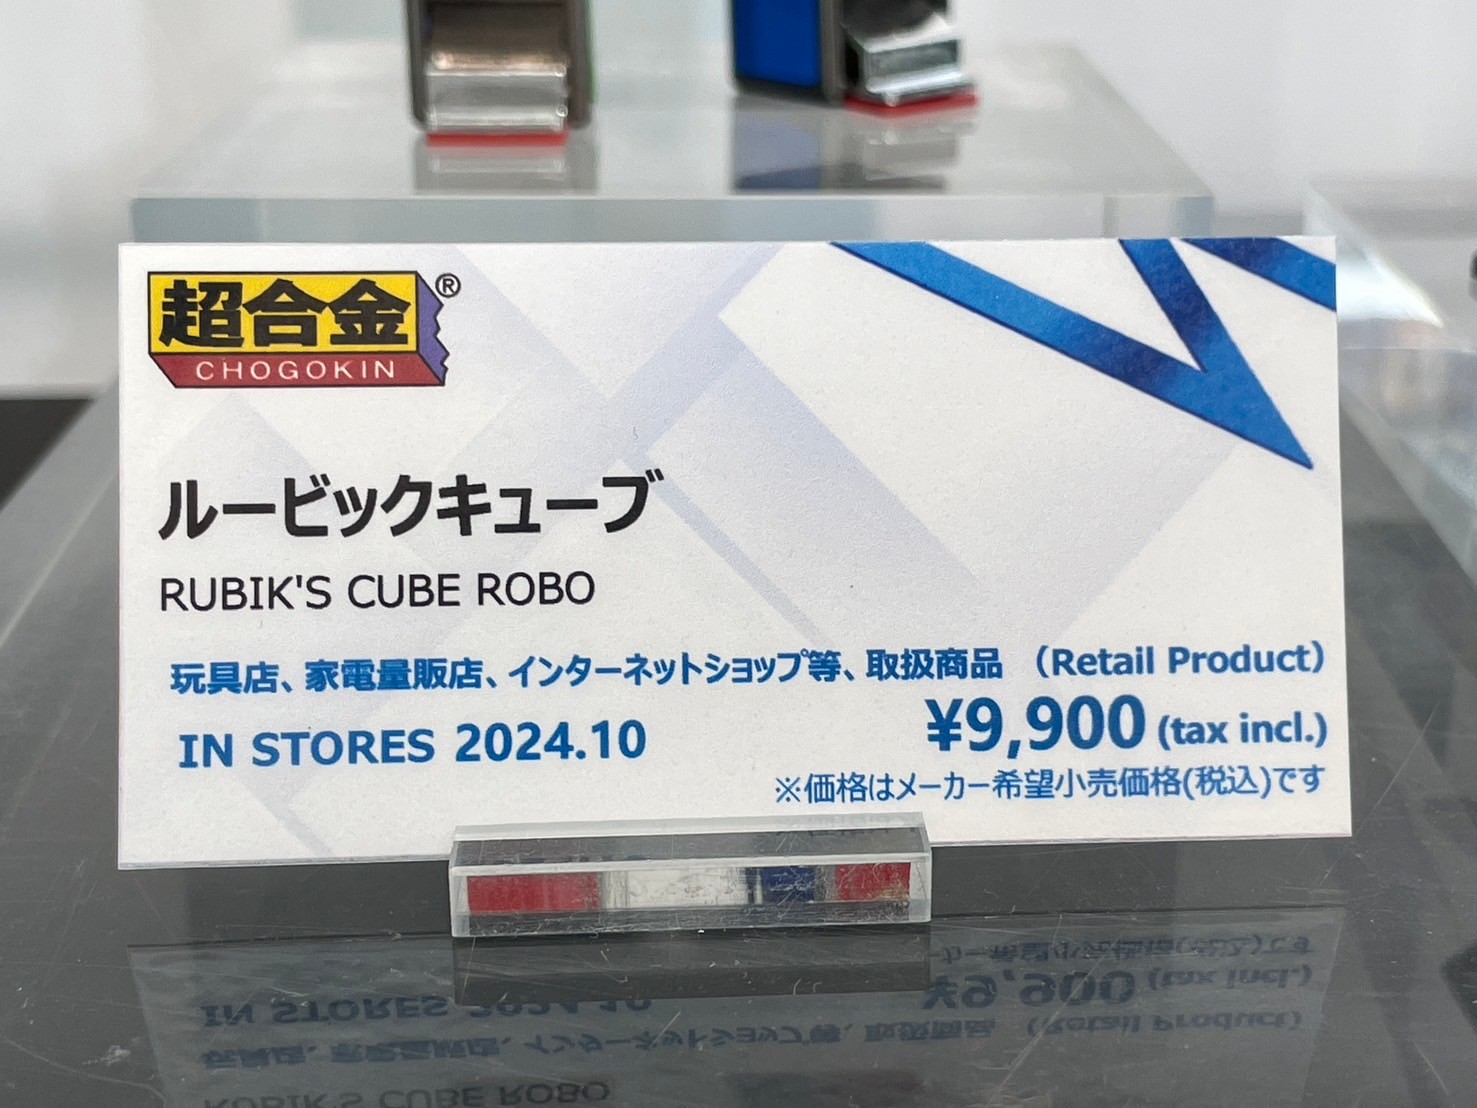 超合金®
CHOGOKIN
ルービックキューブ
RUBIK'S CUBE ROBO
玩具店、家電量販店、インターネットショップ等、取扱商品 (Retail Product)
IN STORES 2024.10
¥9,900 (tax incl.)
※価格はメーカー希望小売価格(税込)です